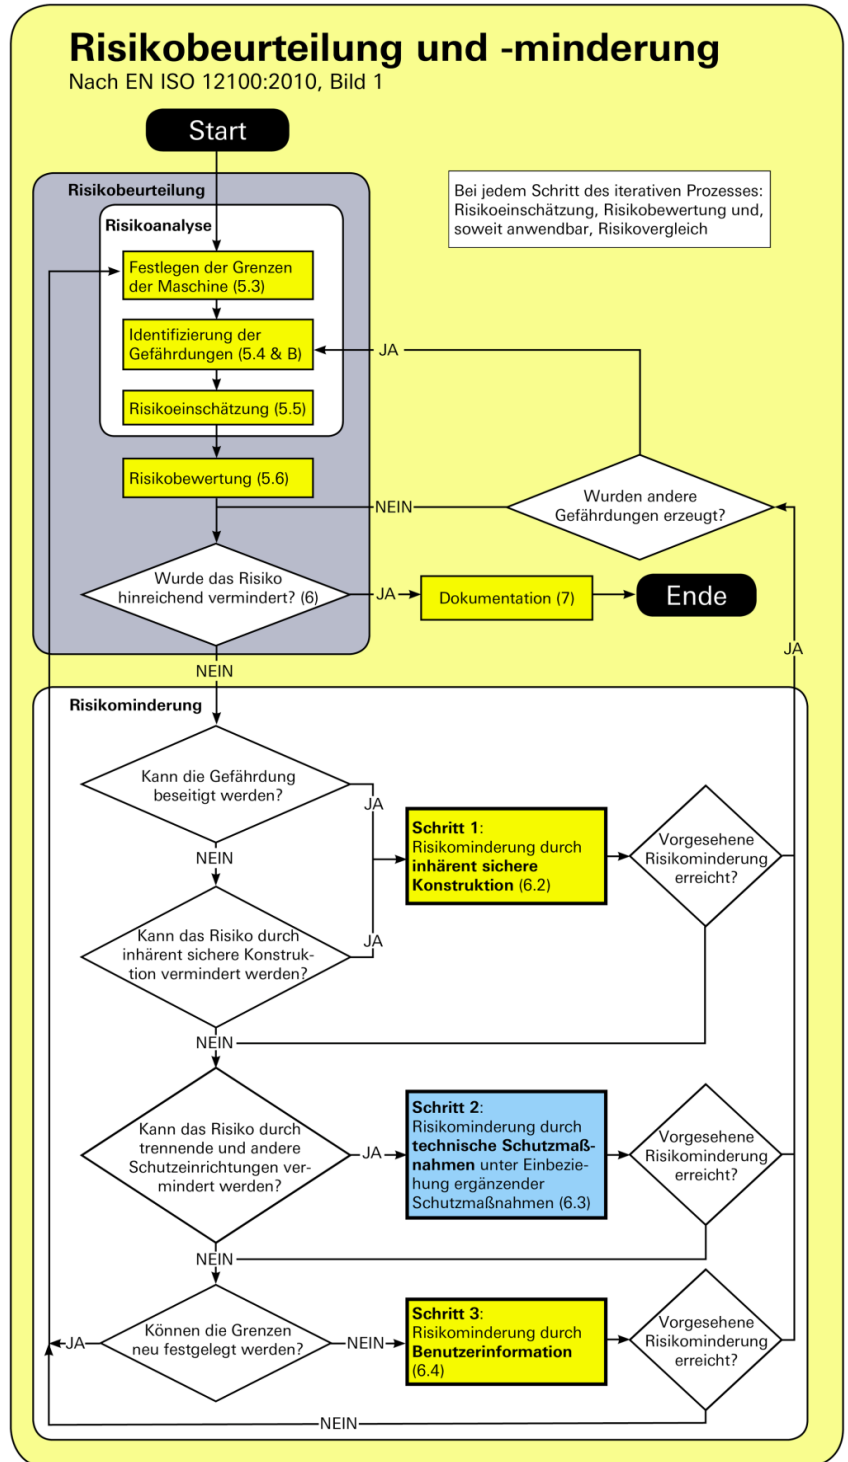 Risikobeurteilung und -minderung
Nach EN ISO 12100:2010, Bild 1
Start
Risikobeurteilung
Bei jedem Schritt des iterativen Prozesses:
Risikoeinschätzung, Risikobewertung und,
soweit anwendbar, Risikovergleich
Risikoanalyse
Festlegen der Grenzen
der Maschine (5.3)
Identifizierung der
Gefährdungen (5.4 & B)
JA
Risikoeinschätzung (5.5)
Risikobewertung (5.6)
Wurden andere
Gefährdungen erzeugt?
NEIN
Wurde das Risiko
hinreichend vermindert? (6)
JA
Dokumentation (7)
Ende
JA
NEIN
Risikominderung
Kann die Gefährdung
beseitigt werden?
JA
Schritt 1:
Risikominderung durch
inhärent sichere
Konstruktion (6.2)
Vorgesehene
Risikominderung
erreicht?
NEIN
Kann das Risiko durch
inhärent sichere Konstruk-
tion vermindert werden?
JA
NEIN
Kann das Risiko durch
trennende und andere
Schutzeinrichtungen ver-
mindert werden?
JA
Schritt 2:
Risikominderung durch
technische Schutzmaß-
nahmen unter Einbezie-
hung ergänzender
Schutzmaßnahmen (6.3)
Vorgesehene
Risikominderung
erreicht?
NEIN
JA
Können die Grenzen
neu festgelegt werden?
NEIN
Schritt 3:
Risikominderung durch
Benutzerinformation
(6.4)
Vorgesehene
Risikominderung
erreicht?
NEIN